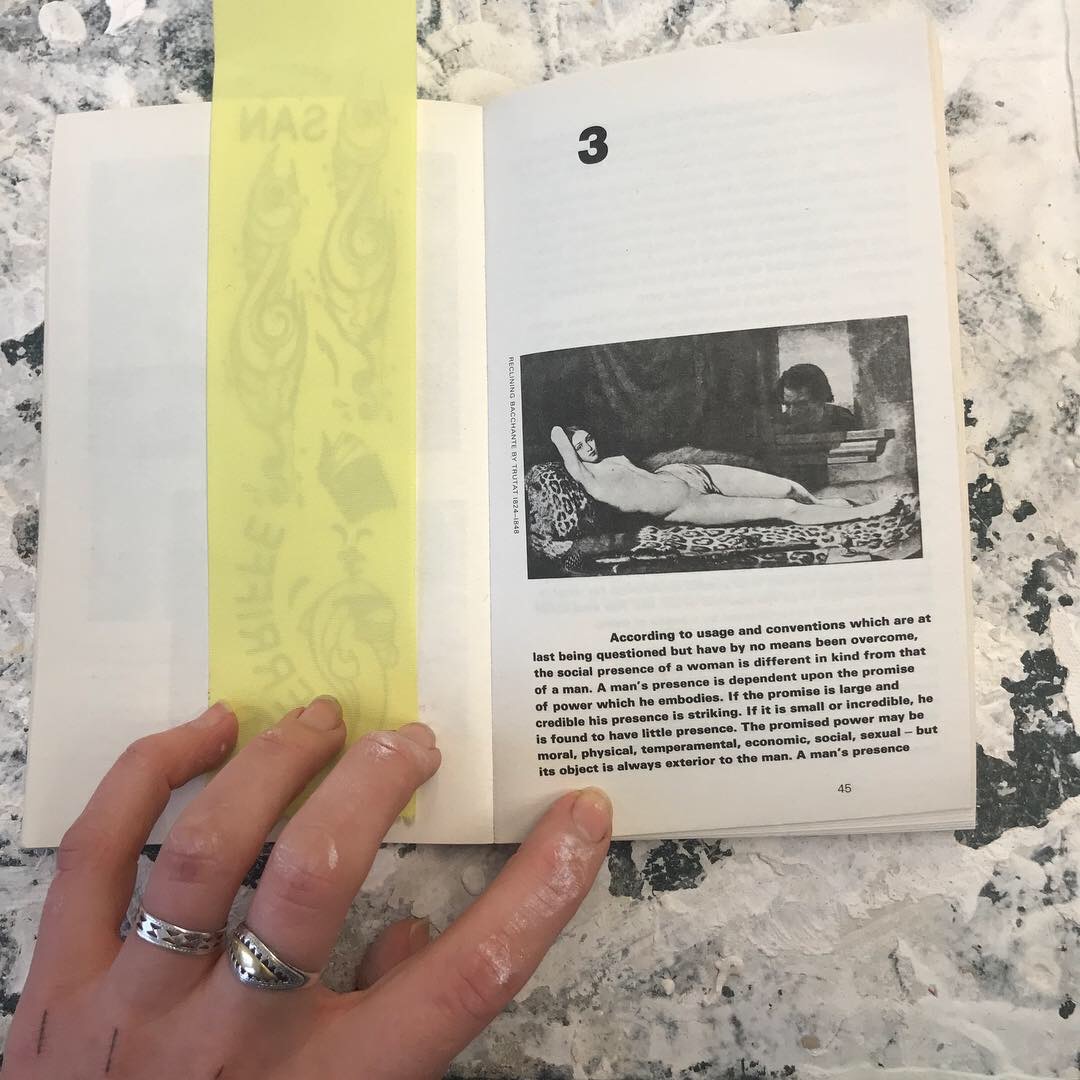 SAN
3
RECLINING BACCHANTE BY TRUTAT 1824–1848
According to usage and conventions which are at
last being questioned but have by no means been overcome,
the social presence of a woman is different in kind from that
of a man. A man's presence is dependent upon the promise
of power which he embodies. If the promise is large and
credible his presence is striking. If it is small or incredible, he
is found to have little presence. The promised power may be
moral, physical, temperamental, economic, social, sexual – but
its object is always exterior to the man. A man's presence
45